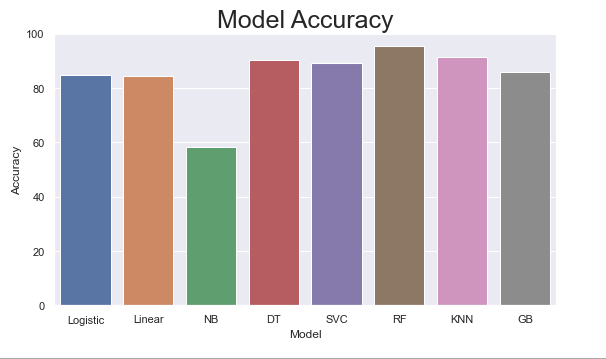 Model Accuracy
100
80
60
40
20
0
Accuracy
Logistic Linear NB DT SVC RF KNN GB
Model